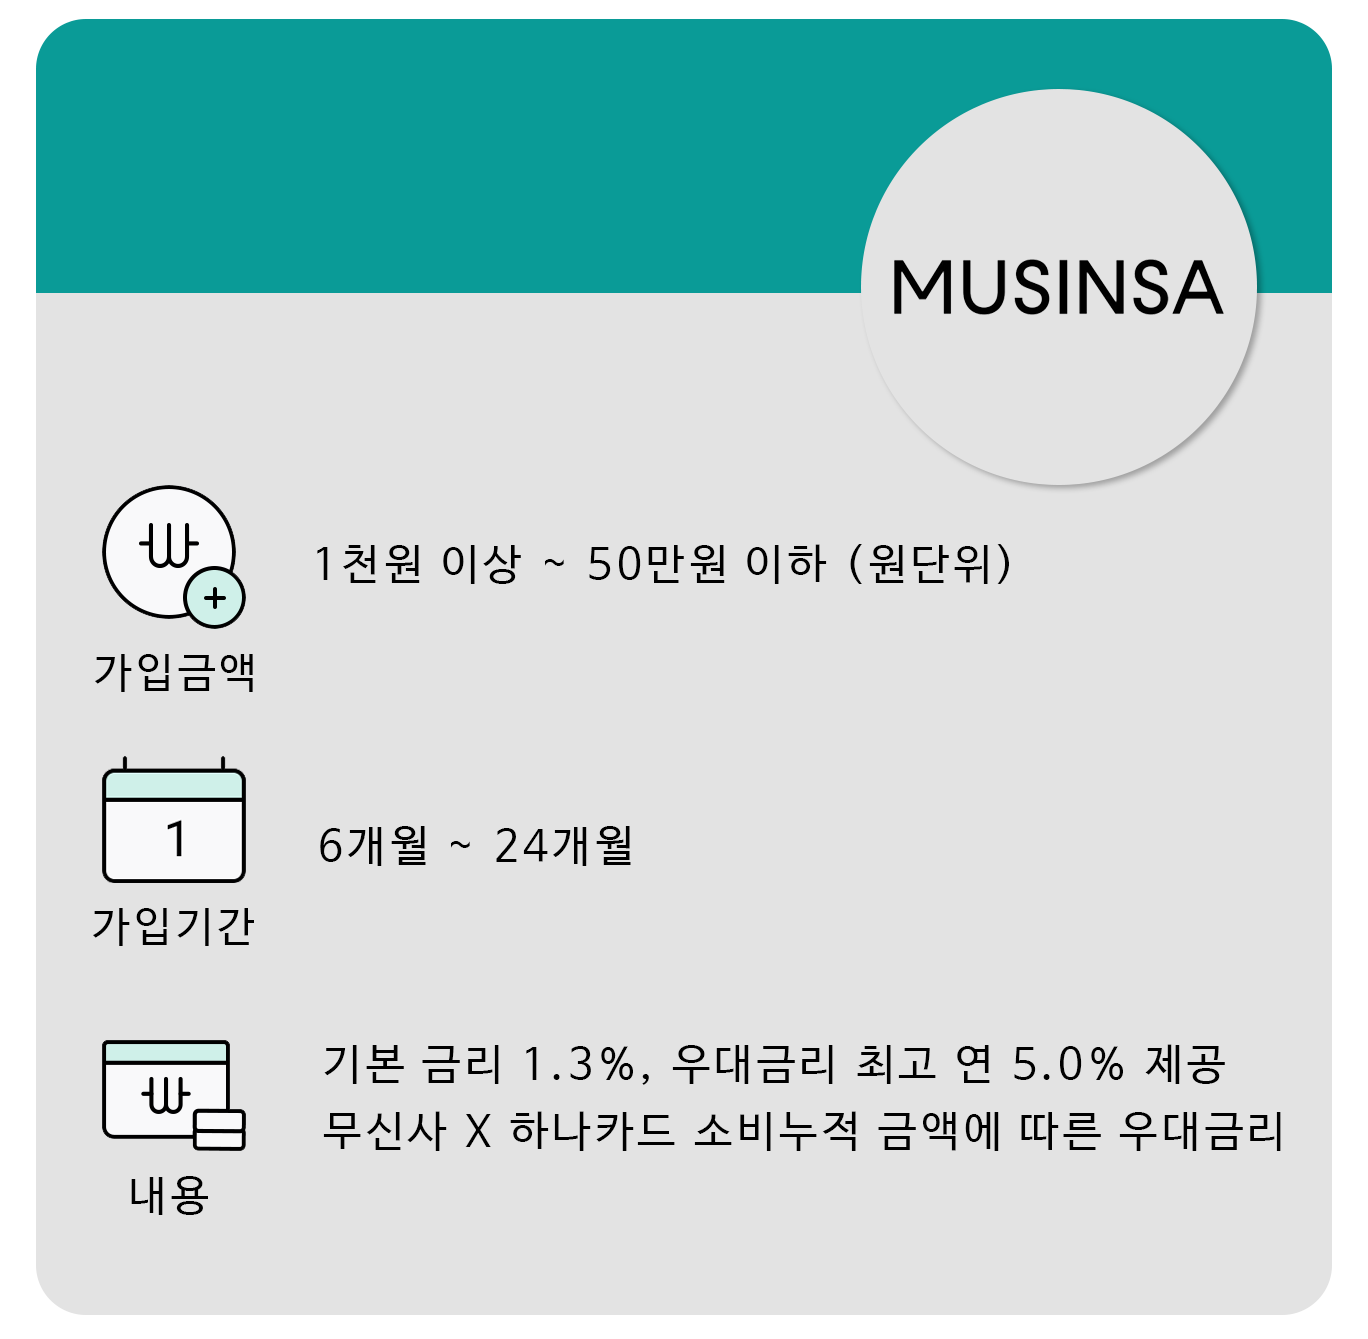 MUSINSA
1천원 이상 ~ 50만원 이하 (원단위)
가입금액
1
6개월 ~ 24개월
가입기간
기본 금리 1.3%, 우대금리 최고 연 5.0% 제공
무신사 X 하나카드 소비누적 금액에 따른 우대금리
내용